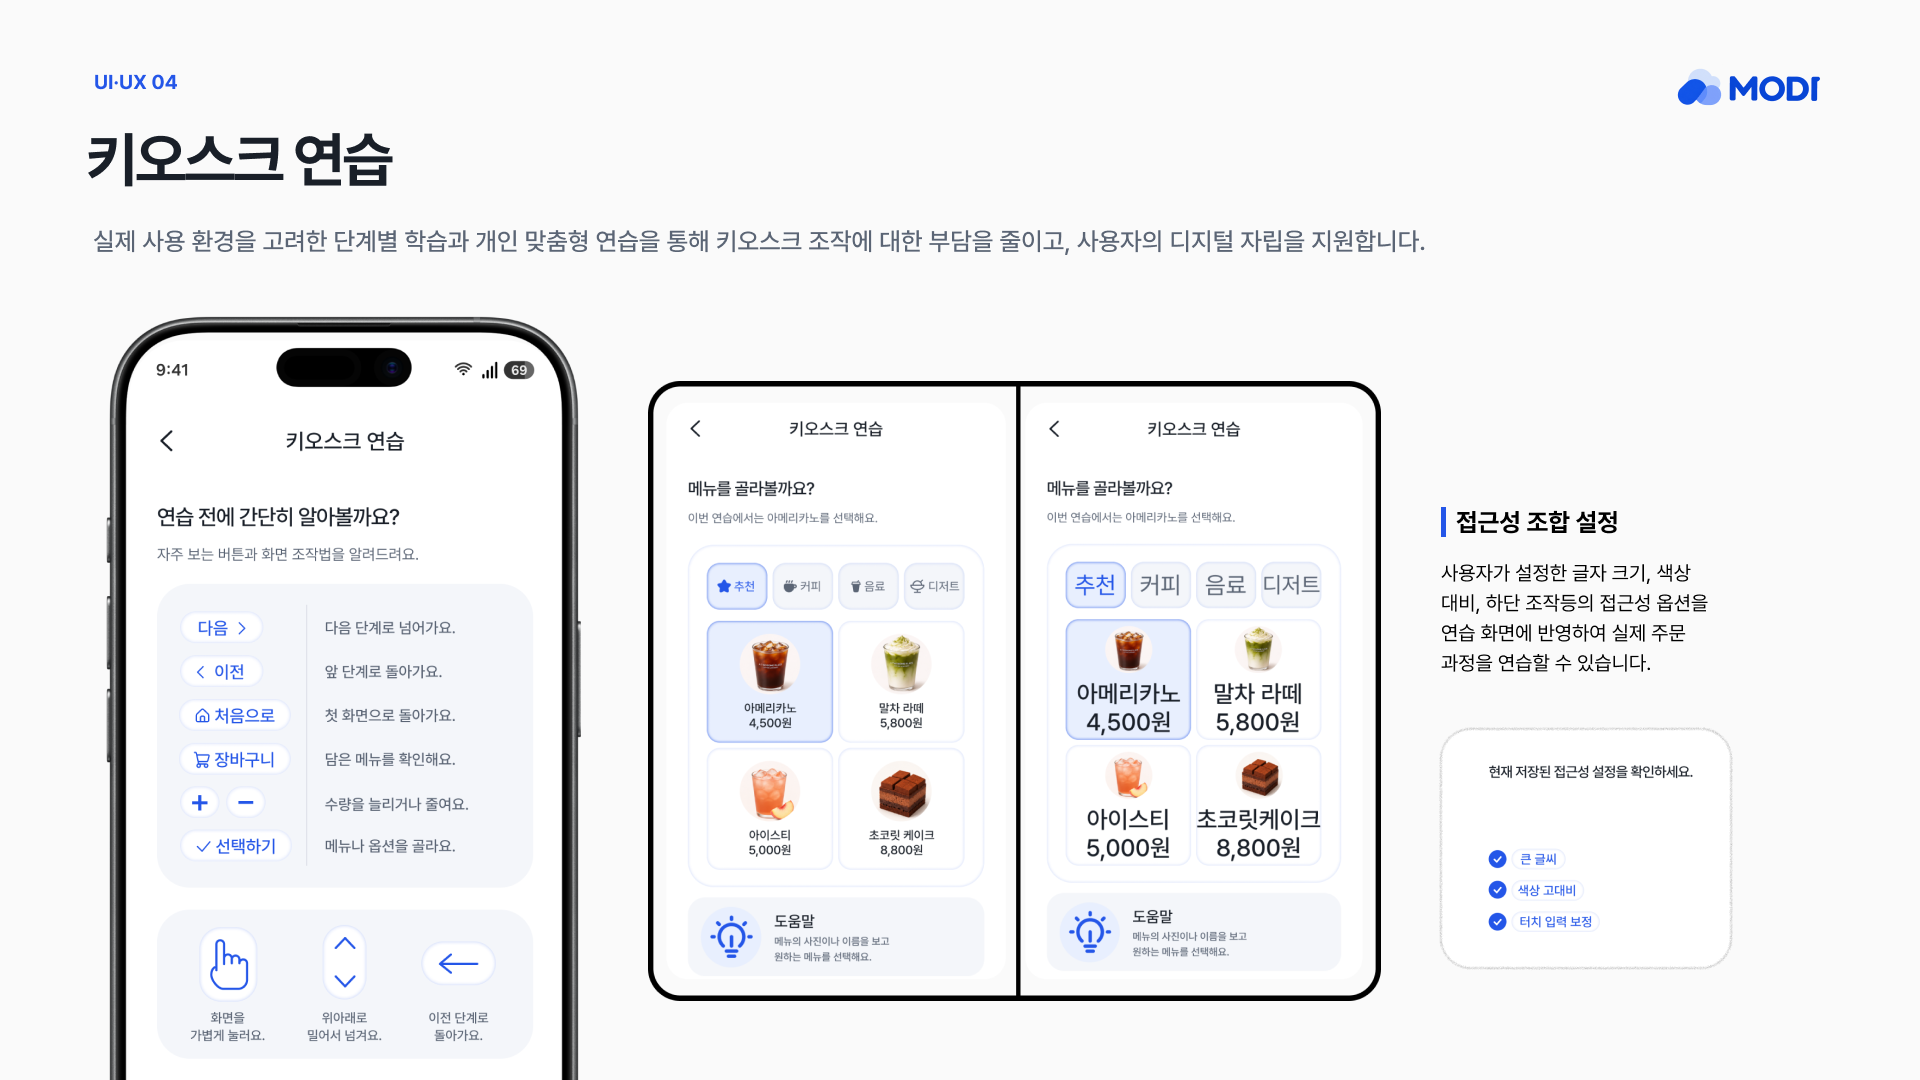 UI·UX 04
MODI
키오스크 연습
실제 사용 환경을 고려한 단계별 학습과 개인 맞춤형 연습을 통해 키오스크 조작에 대한 부담을 줄이고, 사용자의 디지털 자립을 지원합니다.
9:41
69
키오스크 연습
연습 전에 간단히 알아볼까요?
자주 보는 버튼과 화면 조작법을 알려드려요.
다음
다음 단계로 넘어가요.
이전
앞 단계로 돌아가요.
처음으로
첫 화면으로 돌아가요.
장바구니
담은 메뉴를 확인해요.
+ −
수량을 늘리거나 줄여요.
선택하기
메뉴나 옵션을 골라요.
화면을
가볍게 눌러요.
위아래로
밀어서 넘겨요.
이전 단계로
돌아가요.
키오스크 연습
메뉴를 골라볼까요?
이번 연습에서는 아메리카노를 선택해요.
추천 커피 음료 디저트
아메리카노
4,500원
말차 라떼
5,800원
아이스티
5,000원
초코릿 케이크
8,800원
도움말
메뉴의 사진이나 이름을 보고
원하는 메뉴를 선택해요.
키오스크 연습
메뉴를 골라볼까요?
이번 연습에서는 아메리카노를 선택해요.
추천 커피 음료 디저트
아메리카노
4,500원
말차 라떼
5,800원
아이스티
5,000원
초코릿케이크
8,800원
도움말
메뉴의 사진이나 이름을 보고
원하는 메뉴를 선택해요.
접근성 조합 설정
사용자가 설정한 글자 크기, 색상
대비, 하단 조작등의 접근성 옵션을
연습 화면에 반영하여 실제 주문
과정을 연습할 수 있습니다.
현재 저장된 접근성 설정을 확인하세요.
큰 글씨
색상 고대비
터치 입력 보정